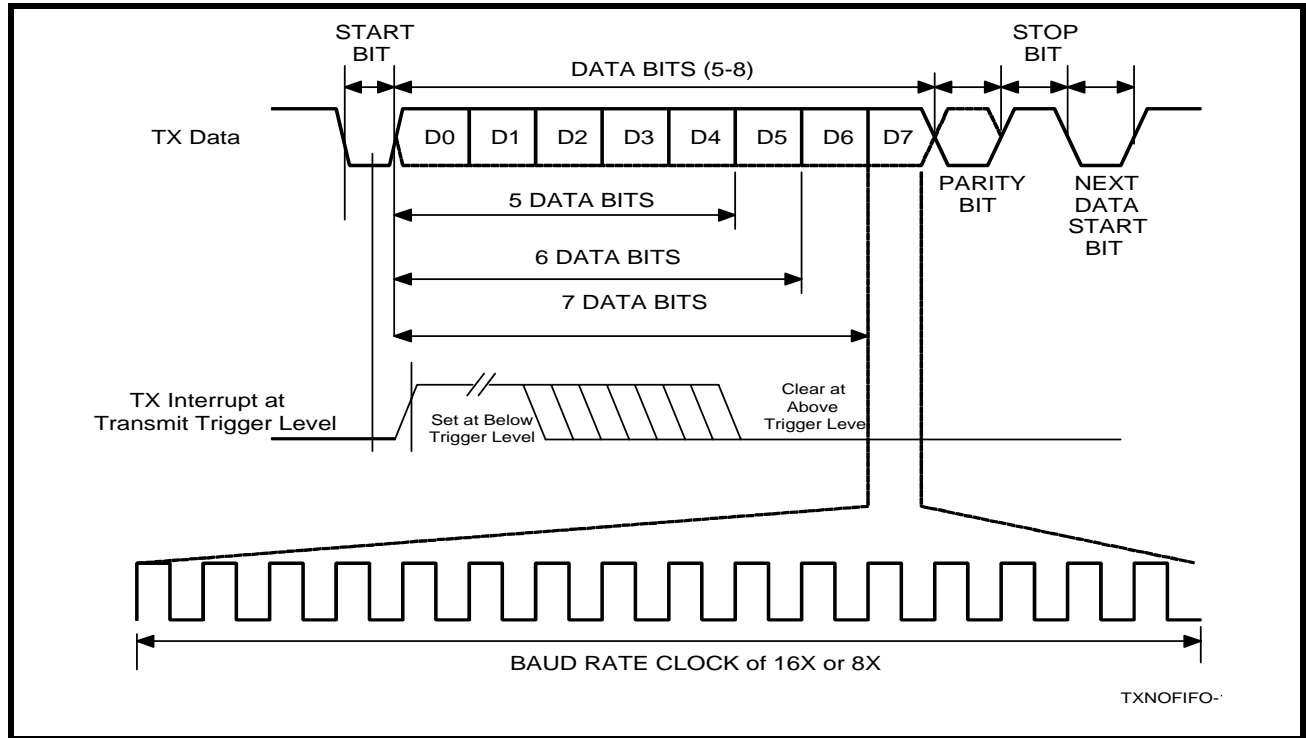 START
BIT
DATA BITS (5-8)
STOP
BIT
TX Data
D0 D1 D2 D3 D4 D5 D6 D7
PARITY
BIT
NEXT
DATA
START
BIT
5 DATA BITS
6 DATA BITS
7 DATA BITS
TX Interrupt at
Transmit Trigger Level
Set at Below
Trigger Level
Clear at
Above
Trigger Level
BAUD RATE CLOCK of 16X or 8X
TXNOFIFO-